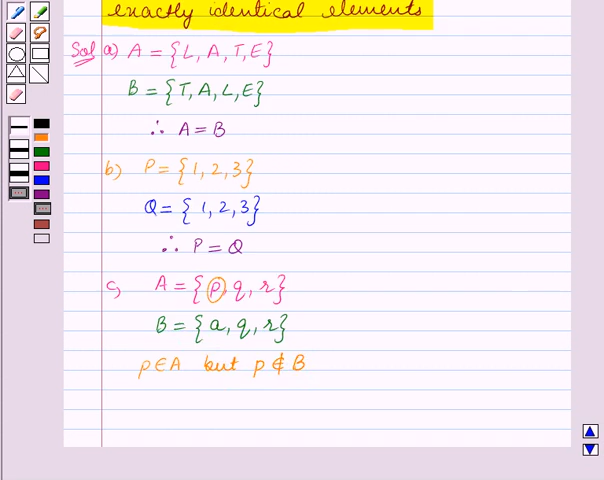 exactly identical elements
Sol a) A = {L, A, T, E}
B = {T, A, L, E}
∴ A = B
b) P = {1, 2, 3}
Q = {1, 2, 3}
∴ P = Q
c) A = {p, q, r}
B = {a, q, r}
p ∈ A but p ∉ B